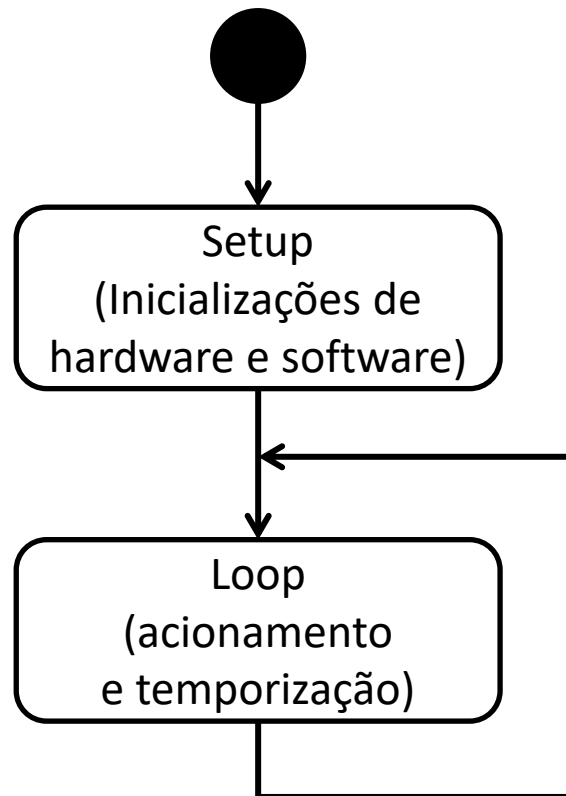 Setup
(Inicializações de
hardware e software)
Loop
(acionamento
e temporização)